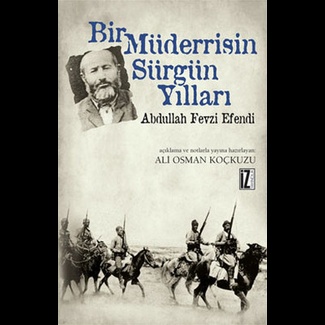 Bir
Müderrisin
Sürgün
Yılları
Abdullah Fevzi Efendi
açıklama ve notlarla yayına hazırlayan:
ALİ OSMAN KOÇKUZU
İZ